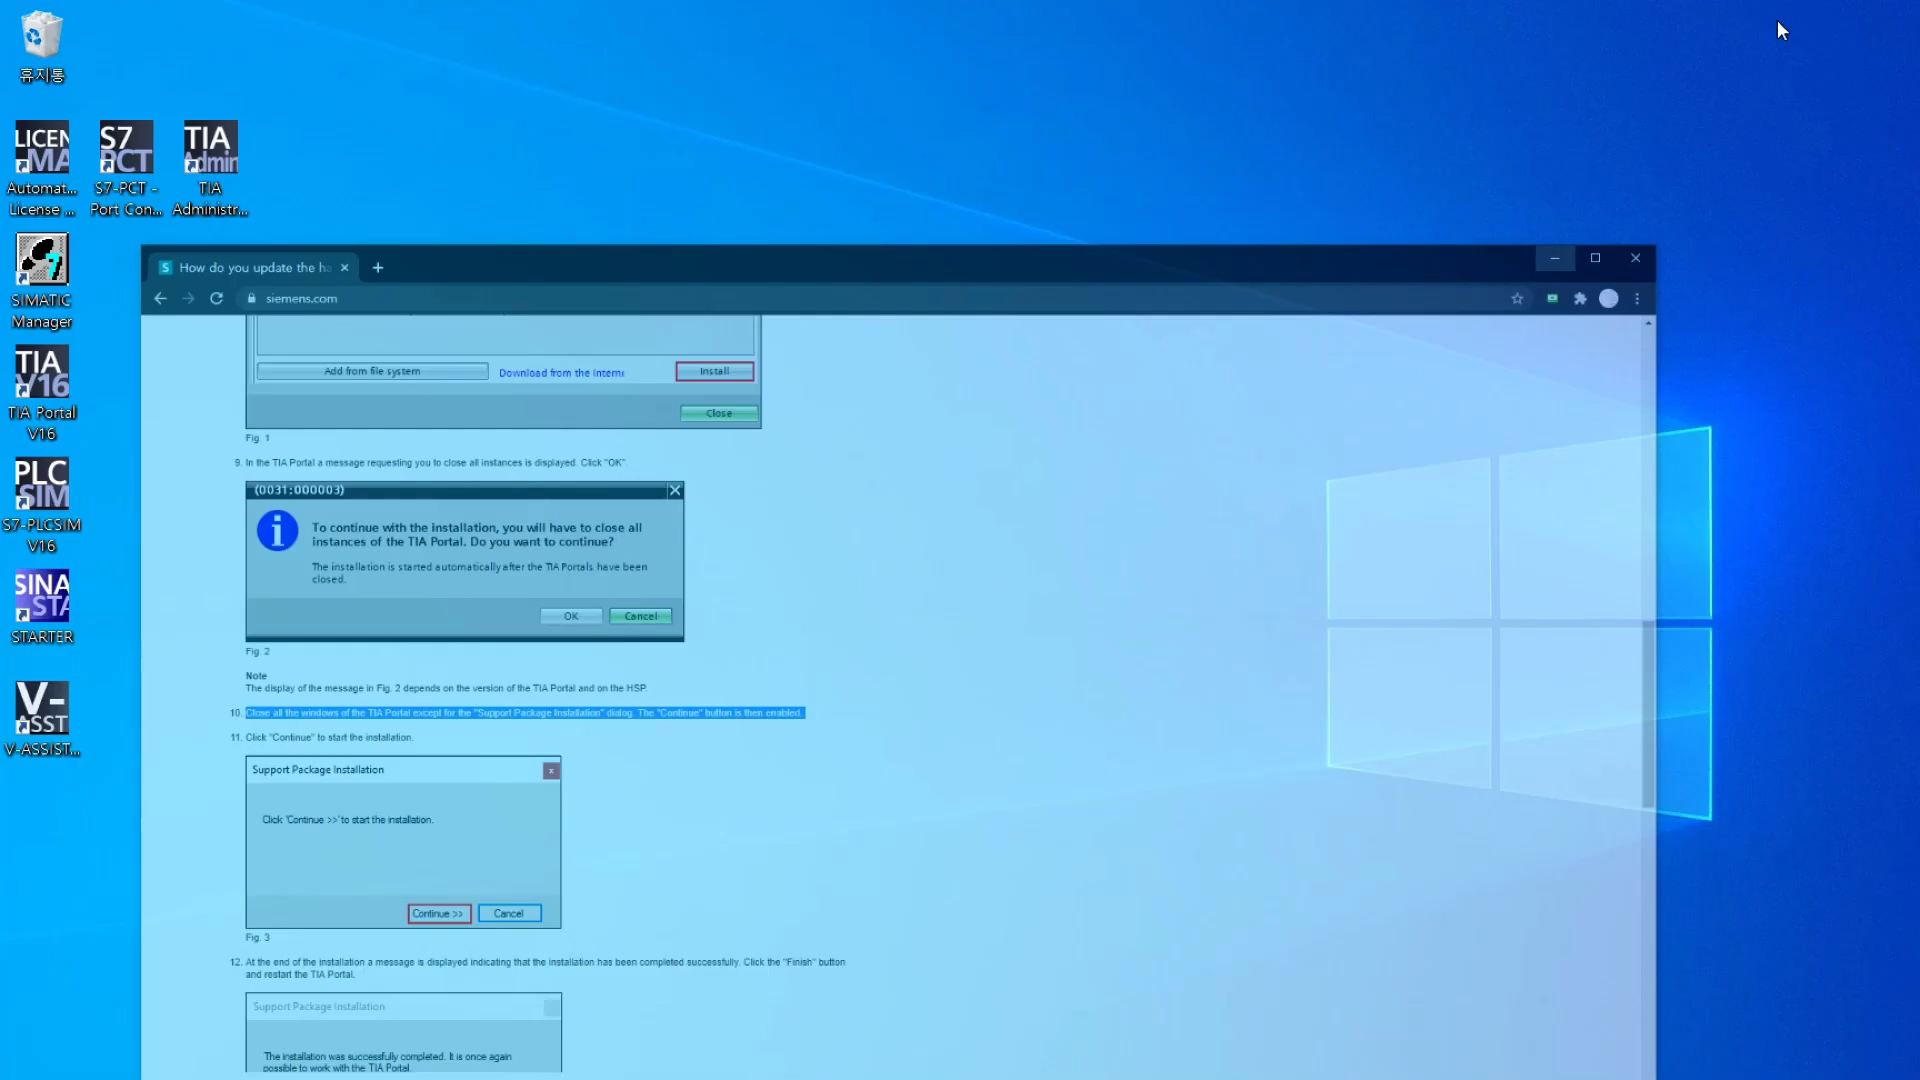 휴지통
LICEN
MA
Automat...
License ...
S7
PCT
S7-PCT -
Port Con...
TIA
Admin
TIA
Administr...
SIMATIC
Manager
TIA
V16
TIA Portal
V16
PLC
SIM
S7-PLCSIM
V16
SINA
STA
STARTER
V-
ASST
V-ASSIST...
S How do you update the ha
siemens.com
Add from file system
Download from the Interne
Install
Close
Fig. 1
9. In the TIA Portal a message requesting you to close all instances is displayed. Click "OK".
(0031:000003)
To continue with the installation, you will have to close all
instances of the TIA Portal. Do you want to continue?
The installation is started automatically after the TIA Portals have been
closed.
OK
Cancel
Fig. 2
Note
The display of the message in Fig. 2 depends on the version of the TIA Portal and on the HSP.
10. Close all the windows of the TIA Portal except for the "Support Package Installation" dialog. The "Continue" button is then enabled.
11. Click "Continue" to start the installation.
Support Package Installation
Click 'Continue >>' to start the installation.
Continue >>
Cancel
Fig. 3
12. At the end of the installation a message is displayed indicating that the installation has been completed successfully. Click the "Finish" button
and restart the TIA Portal.
Support Package Installation
The installation was successfully completed. It is once again
possible to work with the TIA Portal.